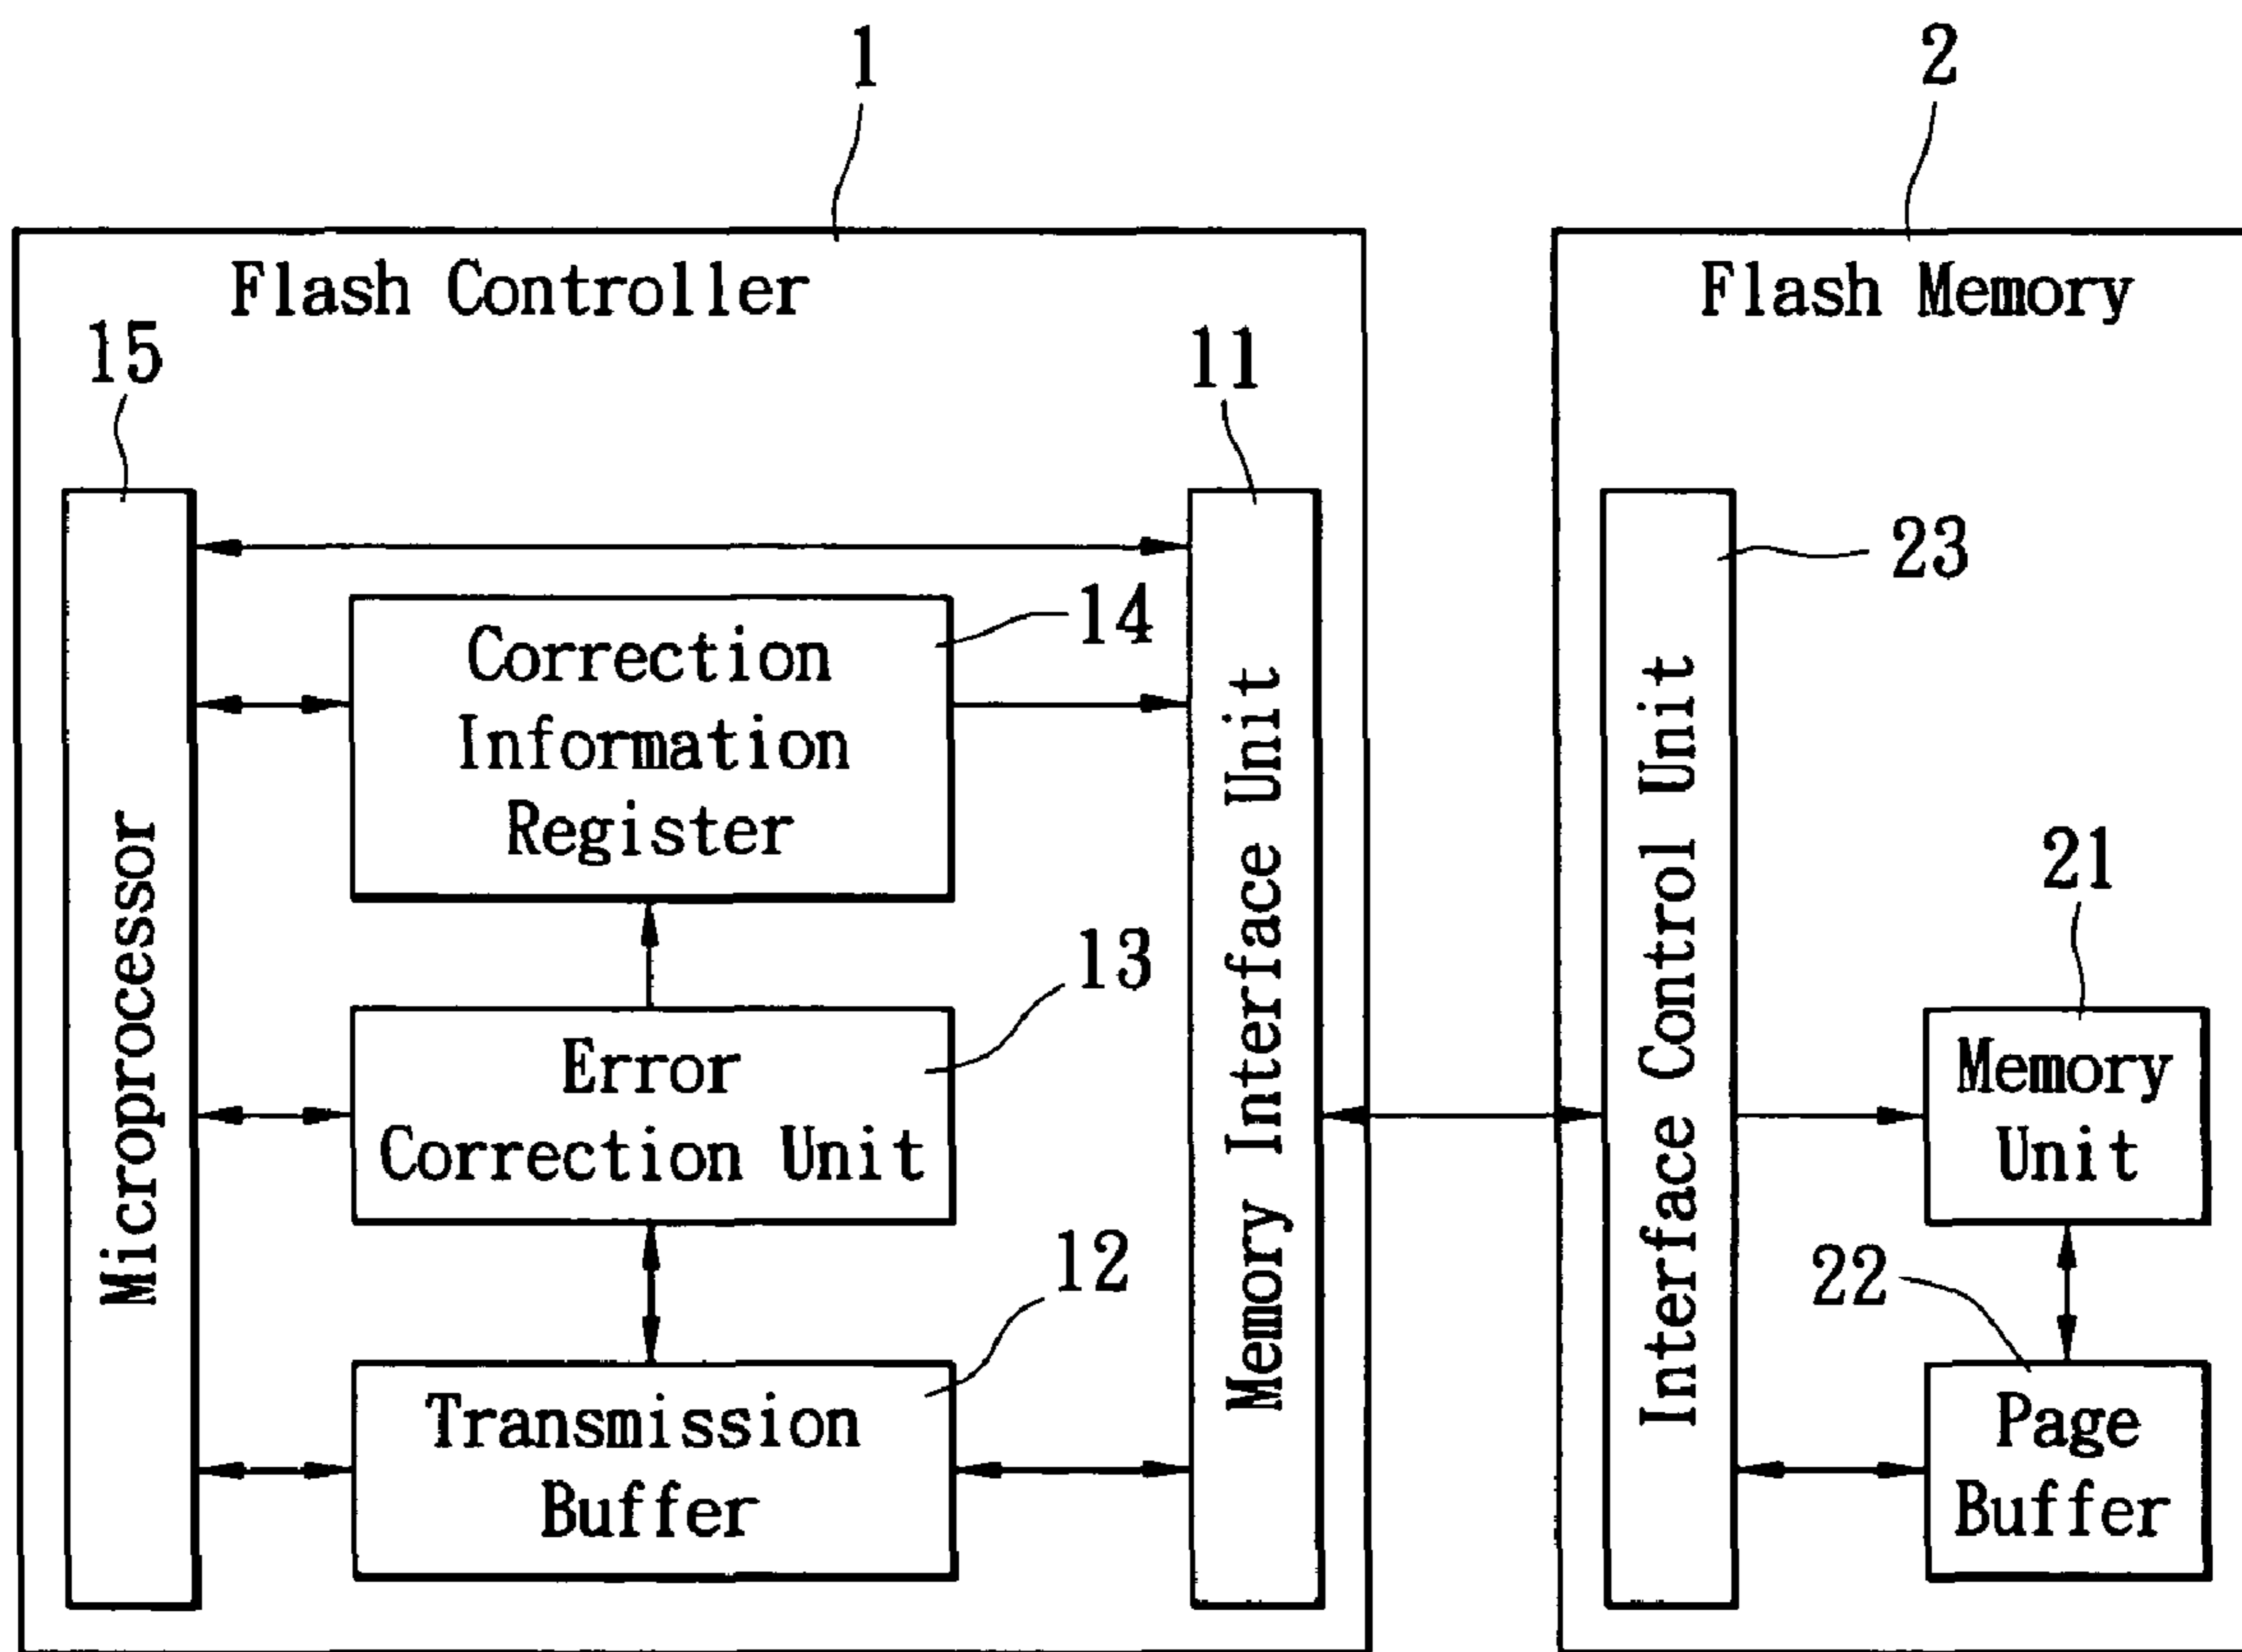 1
2
Flash Controller
Flash Memory
15
11
23
14
Correction
Information
Register
Microprocessor
Memory Interface Unit
Interface Control Unit
21
13
Error
Correction Unit
Memory
Unit
12
22
Transmission
Buffer
Page
Buffer